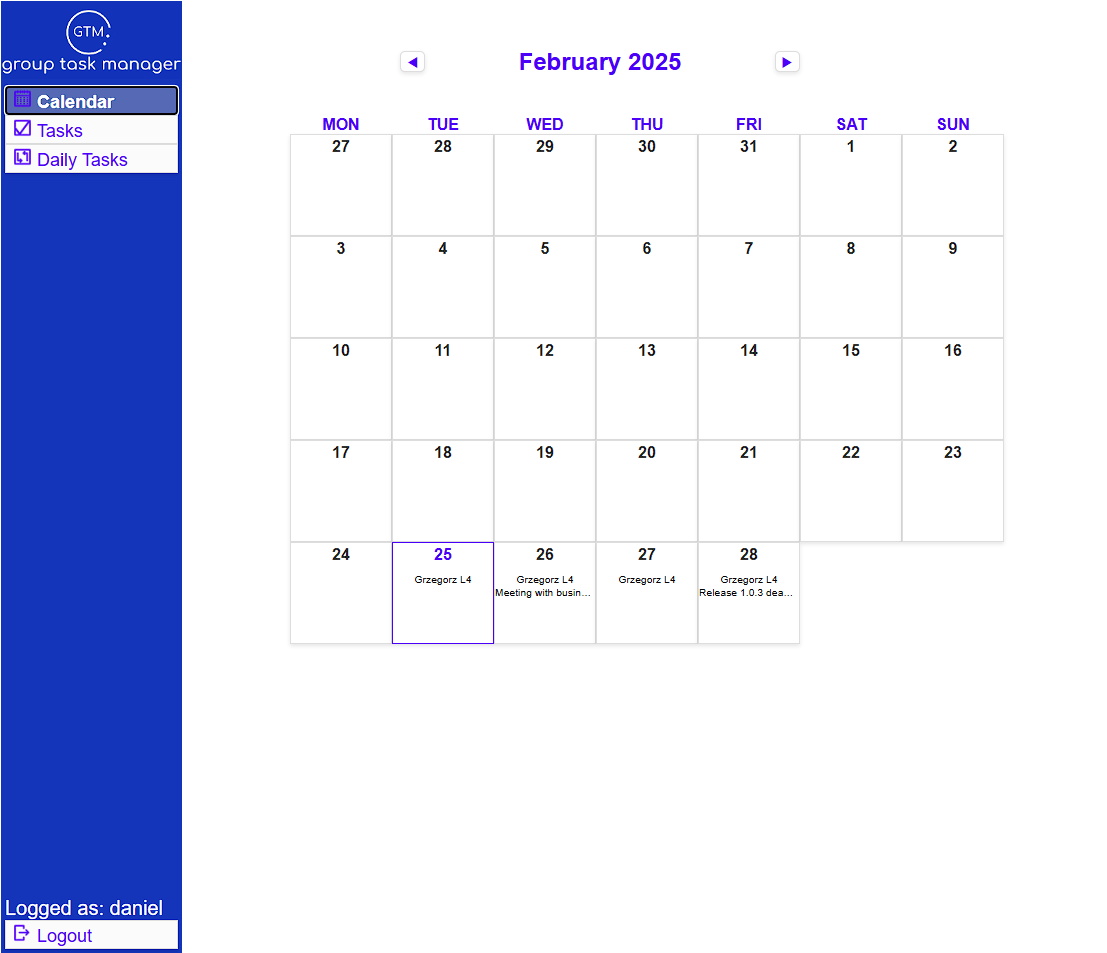 GTM
group task manager
Calendar
Tasks
Daily Tasks
◀ February 2025 ▶
MON TUE WED THU FRI SAT SUN
27 28 29 30 31 1 2
3 4 5 6 7 8 9
10 11 12 13 14 15 16
17 18 19 20 21 22 23
24 25 26 27 28
Grzegorz L4 Grzegorz L4 Grzegorz L4 Grzegorz L4
Meeting with busin... Release 1.0.3 dea...
Logged as: daniel
Logout